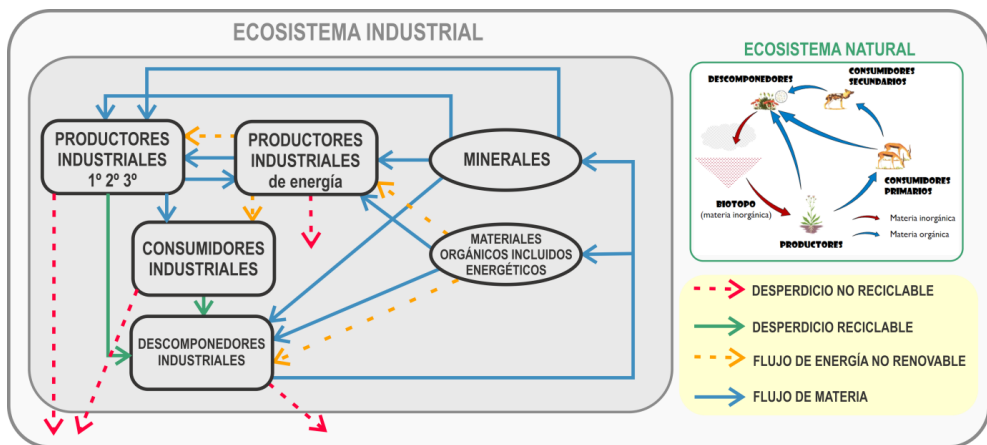 ECOSISTEMA INDUSTRIAL
PRODUCTORES
INDUSTRIALES
1º 2º 3º
PRODUCTORES
INDUSTRIALES
de energía
MINERALES
CONSUMIDORES
INDUSTRIALES
MATERIALES
ORGÁNICOS INCLUIDOS
ENERGÉTICOS
DESCOMPONEDORES
INDUSTRIALES
ECOSISTEMA NATURAL
DESCOMPONEDORES
CONSUMIDORES
SECUNDARIOS
CONSUMIDORES
PRIMARIOS
BIOTOPO
(materia inorgánica)
PRODUCTORES
Materia inorgánica
Materia orgánica
DESPERDICIO NO RECICLABLE
DESPERDICIO RECICLABLE
FLUJO DE ENERGÍA NO RENOVABLE
FLUJO DE MATERIA